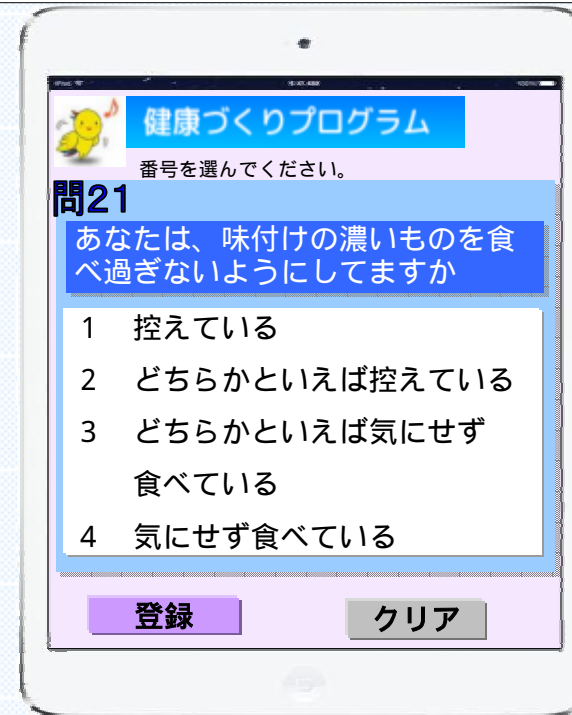 健康づくりプログラム
番号を選んでください。
問21
あなたは、味付けの濃いものを食
べ過ぎないようにしてますか
1 控えている
2 どちらかといえば控えている
3 どちらかといえば気にせず
食べている
4 気にせず食べている
登録
クリア